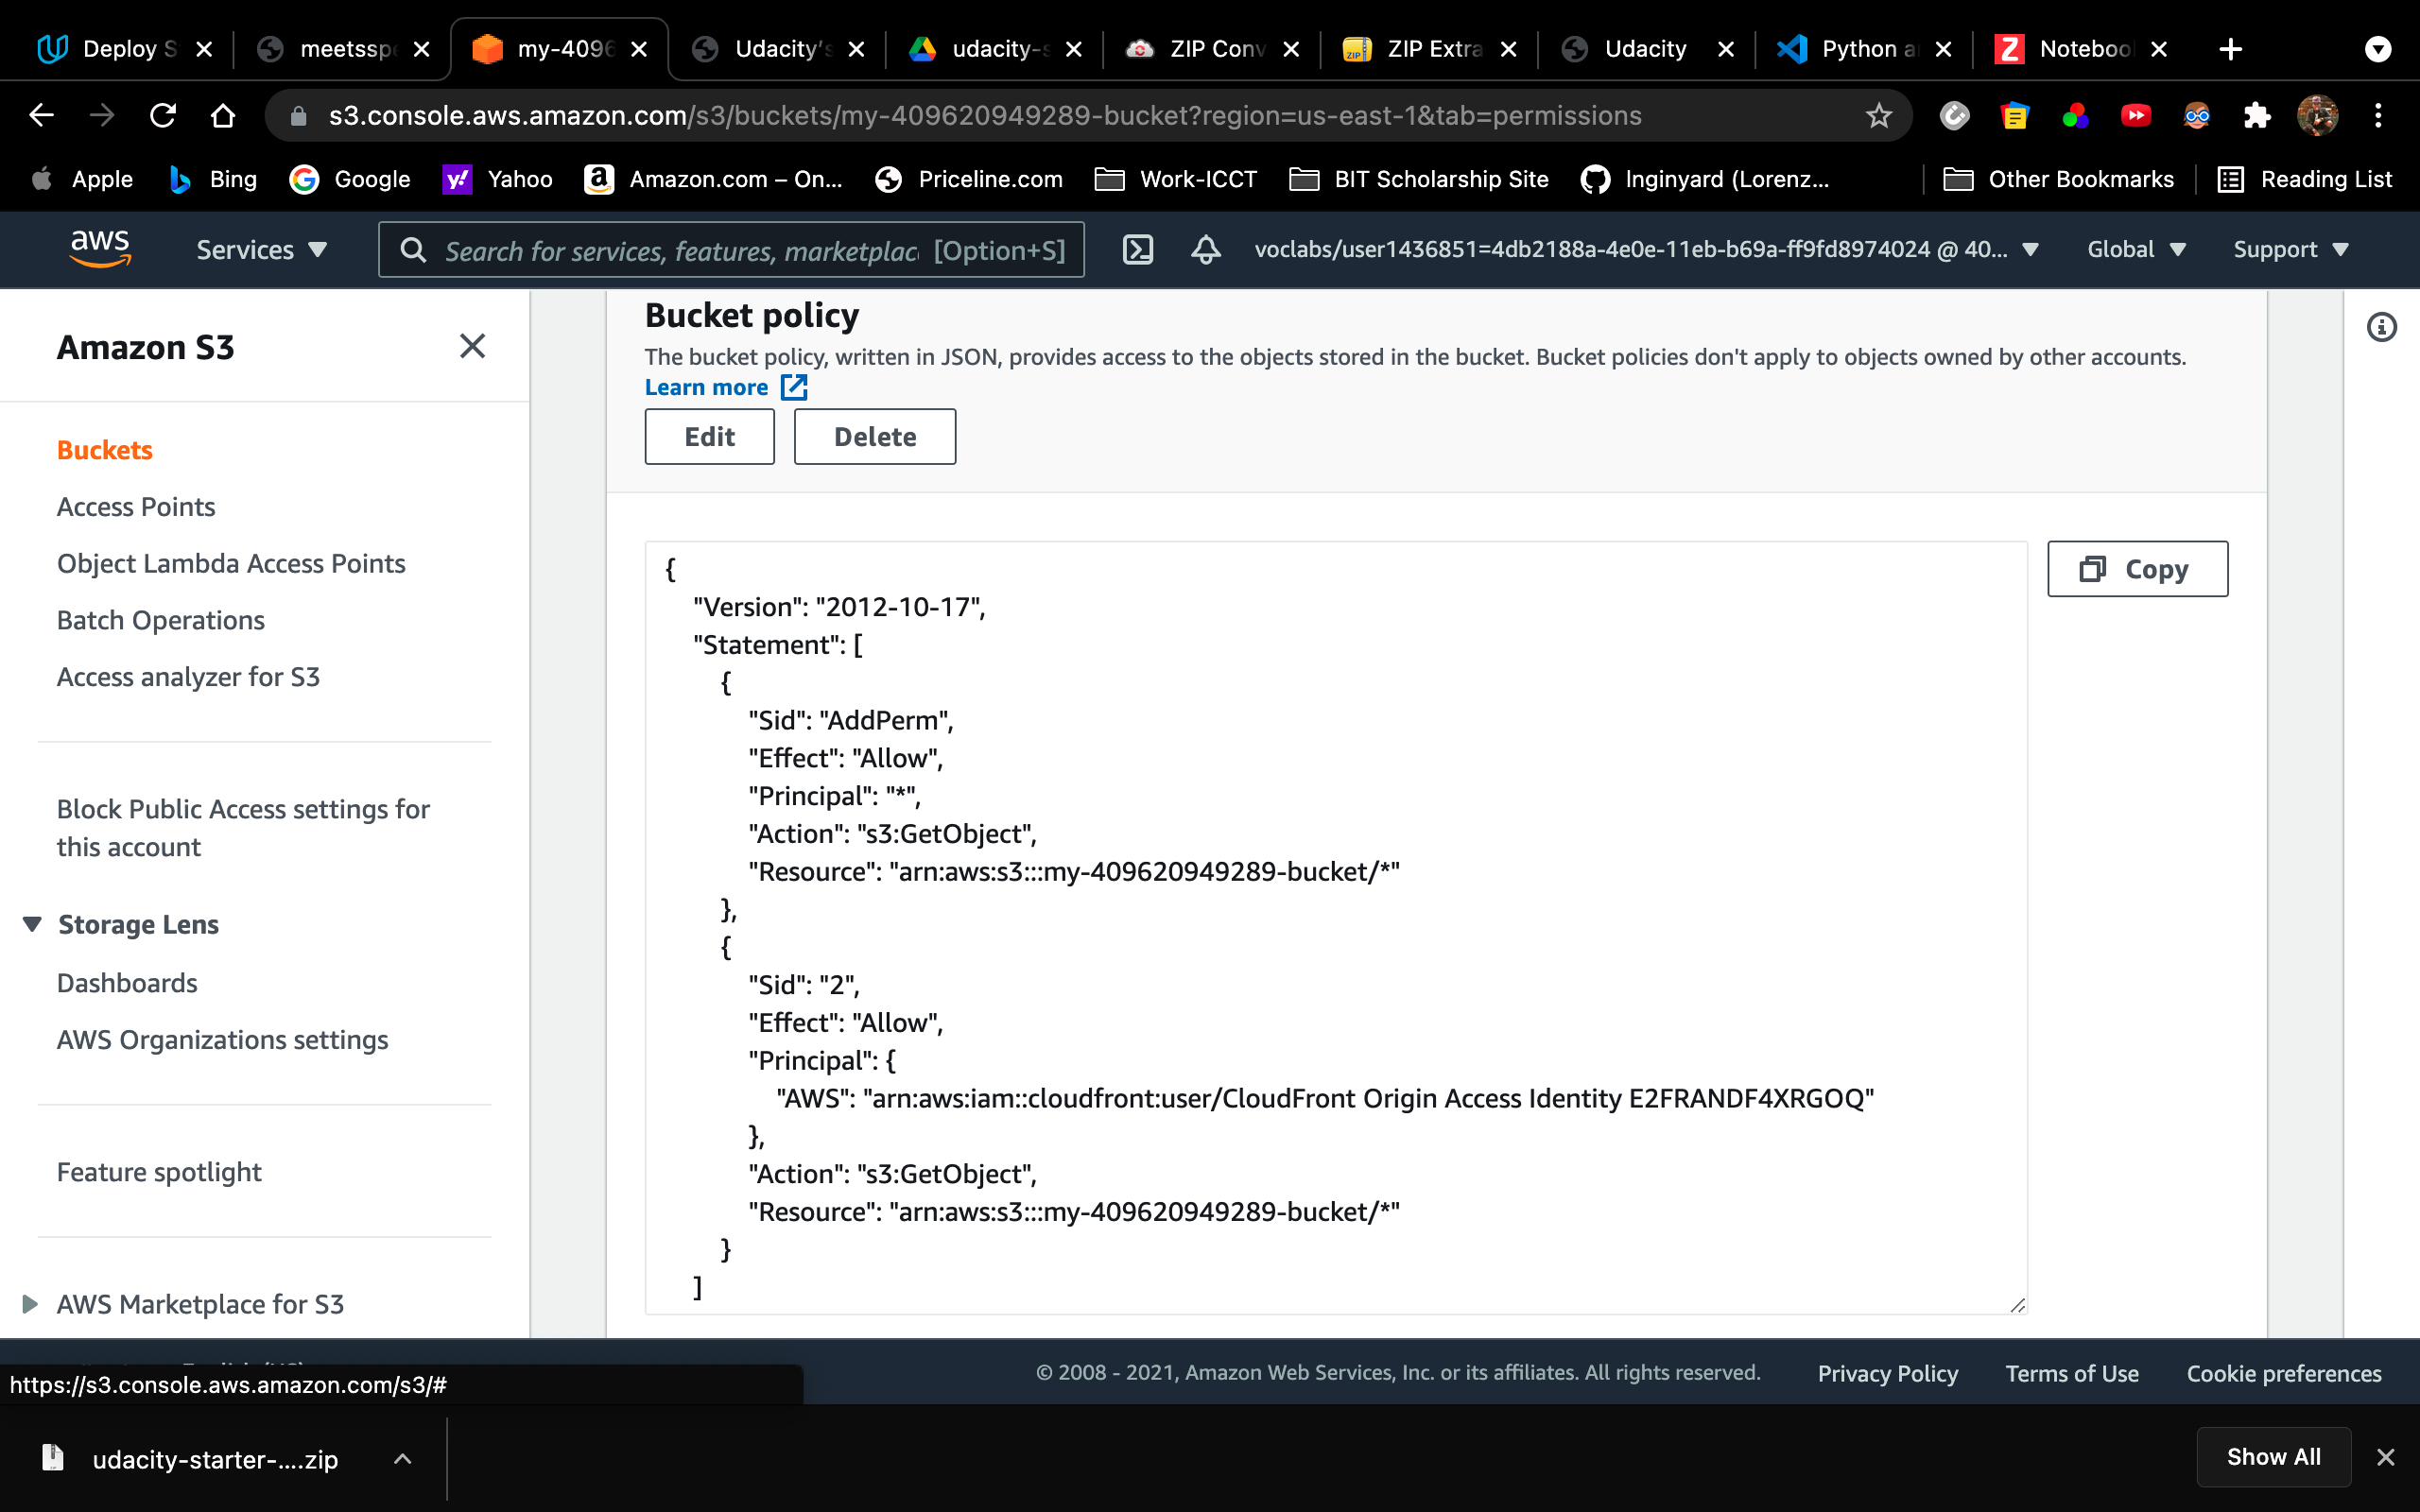 Deploy S
meetsspe
my-4096
Udacity's
udacity-s
ZIP Conv
ZIP Extra
Udacity
Python a
Notebook
s3.console.aws.amazon.com/s3/buckets/my-409620949289-bucket?region=us-east-1&tab=permissions
Apple
Bing
Google
Yahoo
Amazon.com – On...
Priceline.com
Work-ICCT
BIT Scholarship Site
Inginyard (Lorenz...
Other Bookmarks
Reading List
aws
Services
Search for services, features, marketplac [Option+S]
voclabs/user1436851=4db2188a-4e0e-11eb-b69a-ff9fd8974024 @ 40...
Global
Support
Amazon S3
Buckets
Access Points
Object Lambda Access Points
Batch Operations
Access analyzer for S3
Block Public Access settings for
this account
Storage Lens
Dashboards
AWS Organizations settings
Feature spotlight
AWS Marketplace for S3
Bucket policy
The bucket policy, written in JSON, provides access to the objects stored in the bucket. Bucket policies don't apply to objects owned by other accounts.
Learn more
Edit
Delete
Copy
{
"Version": "2012-10-17",
"Statement": [
{
"Sid": "AddPerm",
"Effect": "Allow",
"Principal": "*",
"Action": "s3:GetObject",
"Resource": "arn:aws:s3:::my-409620949289-bucket/*"
},
{
"Sid": "2",
"Effect": "Allow",
"Principal": {
"AWS": "arn:aws:iam::cloudfront:user/CloudFront Origin Access Identity E2FRANDF4XRGOQ"
},
"Action": "s3:GetObject",
"Resource": "arn:aws:s3:::my-409620949289-bucket/*"
}
]
© 2008 - 2021, Amazon Web Services, Inc. or its affiliates. All rights reserved.
Privacy Policy
Terms of Use
Cookie preferences
https://s3.console.aws.amazon.com/s3/#
udacity-starter-....zip
Show All